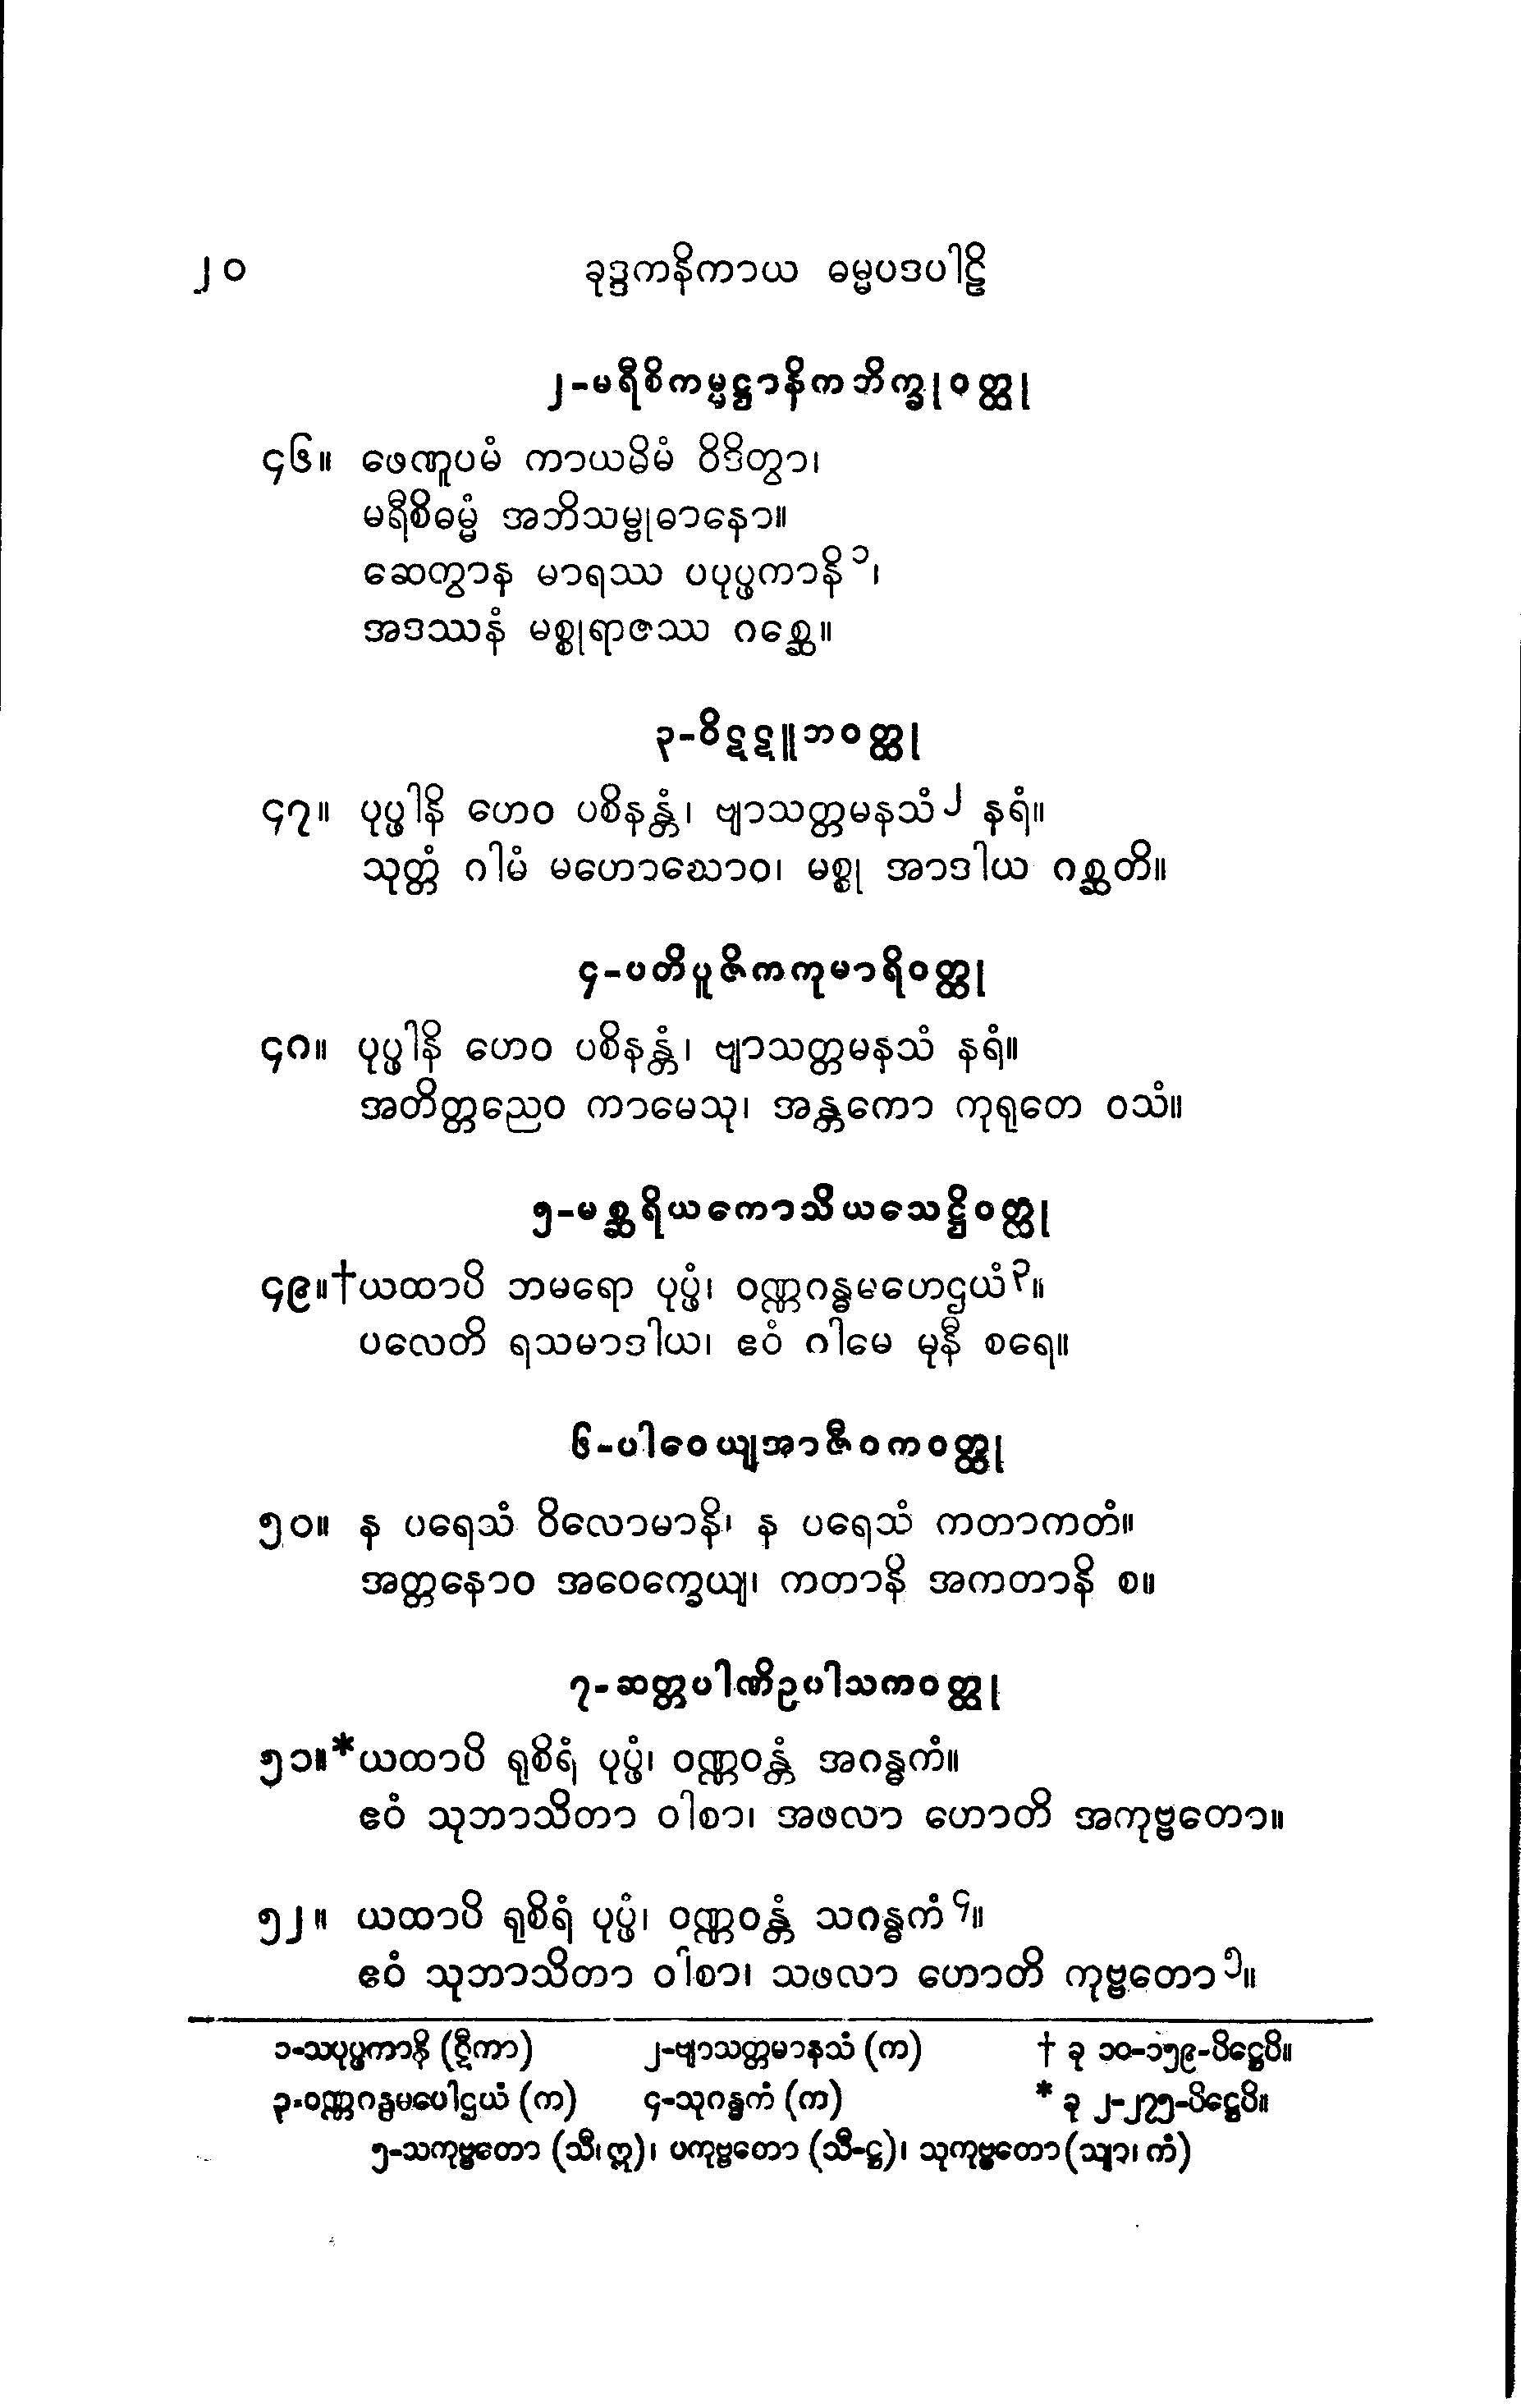 ၂၀ ခုဒ္ဒကနိကာယ ဓမ္မပဒပါဠိ
၂-မရီစိကမ္မဋ္ဌာနိကဘိက္ခုဝတ္ထု
၄၆။ ဖေဏူပမံ ကာယမိမံ ဝိဒိတွာ၊
မရီစိဓမ္မံ အဘိသမ္ဗုဓာနော။
ဆေတွာန မာရဿ ပပုပ္ဖကာနိ၁၊
အဒဿနံ မစ္စုရာဇဿ ဂစ္ဆေ။
၃-ဝိဋဋူဘဝတ္ထု
၄၇။ ပုပ္ဖါနိ ဟေဝ ပစိနန္တံ၊ ဗျာသတ္တမနသံ၂ နရံ။
သုတ္တံ ဂါမံ မဟောဃောဝ၊ မစ္စု အာဒါယ ဂစ္ဆတိ။
၄-ပတိပူဇိကကုမာရိဝတ္ထု
၄၈။ ပုပ္ဖါနိ ဟေဝ ပစိနန္တံ၊ ဗျာသတ္တမနသံ နရံ။
အတိတ္တညေဝ ကာမေသု၊ အန္တကော ကုရုတေ ဝသံ။
၅-မစ္ဆရိယကောသိယသေဋ္ဌိဝတ္ထု
၄၉။†ယထာပိ ဘမရော ပုပ္ဖံ၊ ဝဏ္ဏဂန္ဓမဟေဌယံ၃။
ပလေတိ ရသမာဒါယ၊ ဧဝံ ဂါမေ မုနီ စရေ။
၆-ပါဝေယျအာဇီဝကဝတ္ထု
၅၀။ န ပရေသံ ဝိလောမာနိ၊ န ပရေသံ ကတာကတံ။
အတ္တနောဝ အဝေက္ခေယျ၊ ကတာနိ အကတာနိ စ။
၇-ဆတ္တပါဏိဥပါသကဝတ္ထု
၅၁။*ယထာပိ ရုစိရံ ပုပ္ဖံ၊ ဝဏ္ဏဝန္တံ အဂန္ဓကံ။
ဧဝံ သုဘာသိတာ ဝါစာ၊ အဖလာ ဟောတိ အကုဗ္ဗတော။
၅၂။ ယထာပိ ရုစိရံ ပုပ္ဖံ၊ ဝဏ္ဏဝန္တံ သဂန္ဓကံ၄။
ဧဝံ သုဘာသိတာ ဝါစာ၊ သဖလာ ဟောတိ ကုဗ္ဗတော၅။
၁-သပုပ္ဖကာနိ (ဋီကာ) ၂-ဗျာသတ္တမာနသံ (က) † ခု ၁၀-၁၅၉-ပိဋ္ဌေပိ။
၃-ဝဏ္ဏဂန္ဓမပေါဌယံ (က) ၄-သုဂန္ဓကံ (က) * ခု ၂-၂၇၅-ပိဋ္ဌေပိ။
၅-သကုဗ္ဗတော (သီ၊ ဣ)၊ ပကုဗ္ဗတော (သီ-ဋ္ဌ)၊ သုကုဗ္ဗတော (သျာ၊ ကံ)